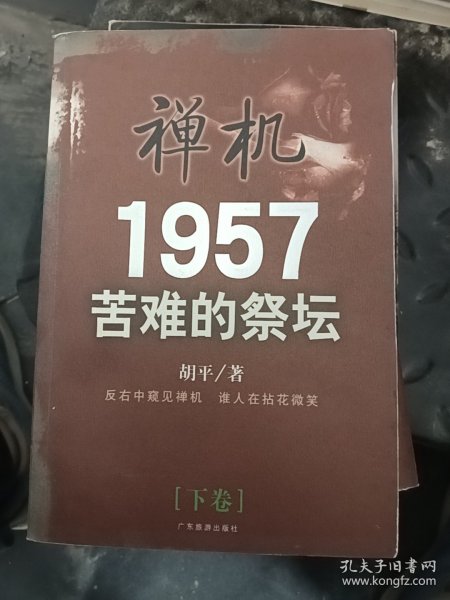 禅机
1957
苦难的祭坛
胡平/著
反右中窥见禅机 谁人在拈花微笑
[下卷]
广东旅游出版社
孔夫子旧书网
www.kongfz.com